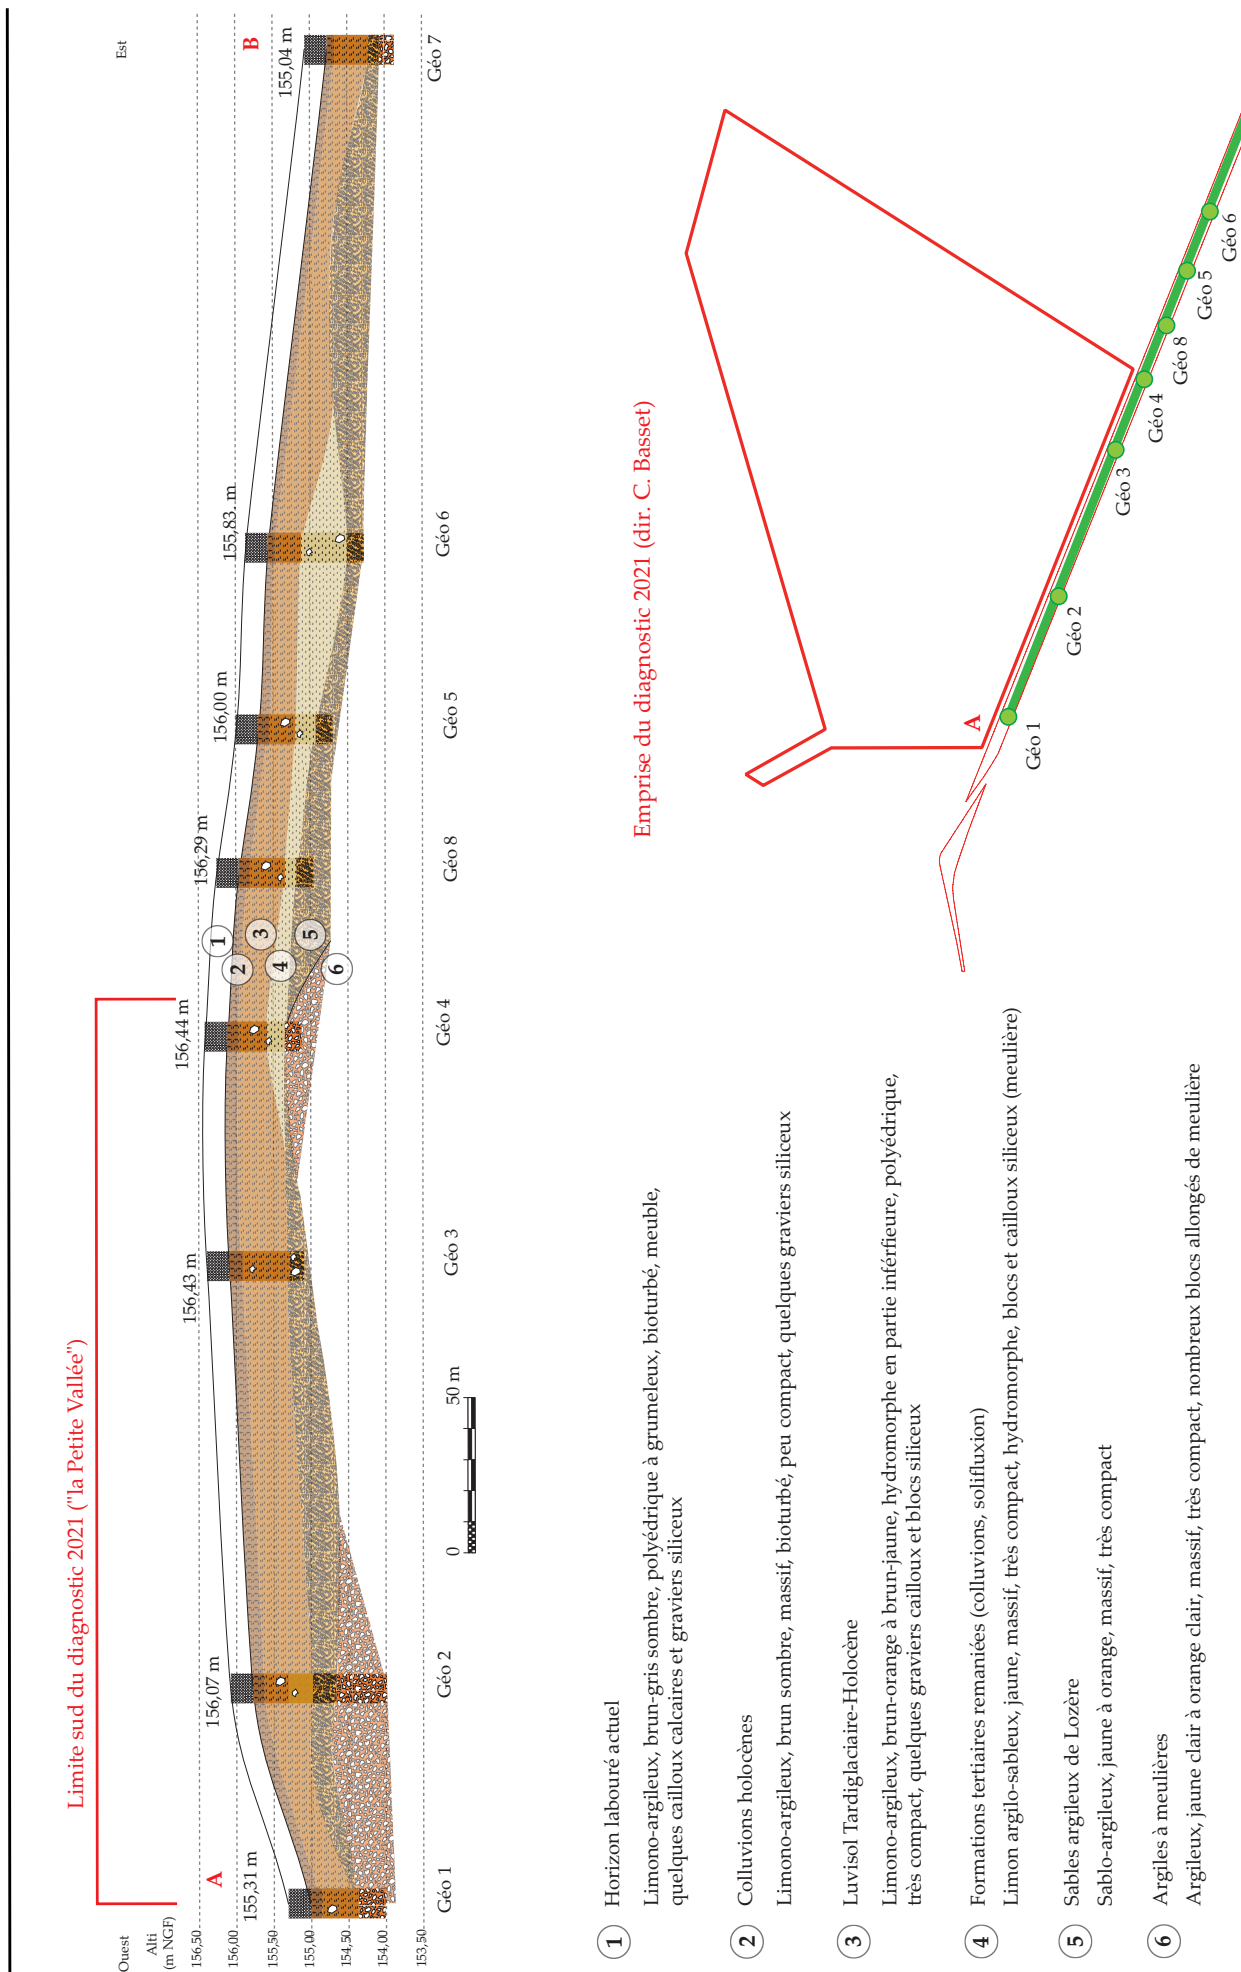 Limite sud du diagnostic 2021 ("la Petite Vallée")
Ouest
Est
Alti
(m NGF)
A
B
156,50
156,00
155,50
155,00
154,50
154,00
153,50
155,31 m
156,07 m
156,43 m
156,44 m
156,29 m
156,00 m
155,83. m
155,04 m
1
2
3
4
5
6
Géo 1
Géo 2
Géo 3
Géo 4
Géo 8
Géo 5
Géo 6
Géo 7
0
50 m
1 Horizon labouré actuel
Limono-argileux, brun-gris sombre, polyédrique à grumeleux, bioturbé, meuble,
quelques cailloux calcaires et graviers siliceux
2 Colluvions holocènes
Limono-argileux, brun sombre, massif, bioturbé, peu compact, quelques graviers siliceux
3 Luvisol Tardiglaciaire-Holocène
Limono-argileux, brun-orange à brun-jaune, hydromorphe en partie inférfieure, polyédrique,
très compact, quelques graviers cailloux et blocs siliceux
4 Formations tertiaires remaniées (colluvions, solifluxion)
Limon argilo-sableux, jaune, massif, très compact, hydromorphe, blocs et cailloux siliceux (meulière)
5 Sables argileux de Lozère
Sablo-argileux, jaune à orange, massif, très compact
6 Argiles à meulières
Argileux, jaune clair à orange clair, massif, très compact, nombreux blocs allongés de meulière
Emprise du diagnostic 2021 (dir. C. Basset)
A
Géo 1
Géo 2
Géo 3
Géo 4
Géo 8
Géo 5
Géo 6